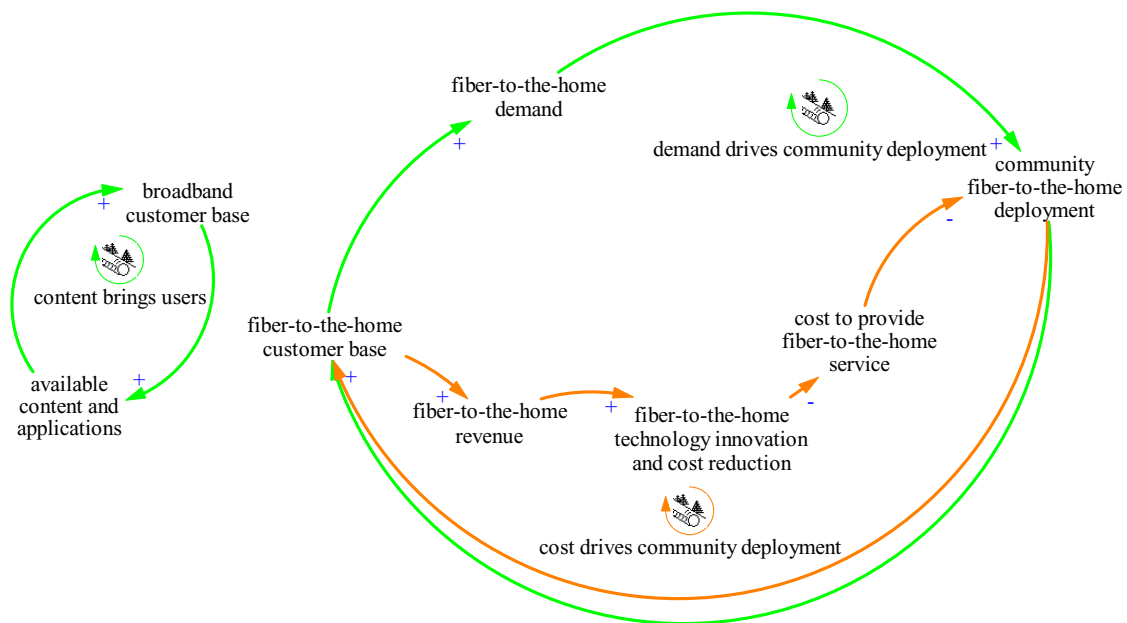 fiber-to-the-home
demand
+
demand drives community deployment
+
community
fiber-to-the-home
deployment
-
broadband
customer base
+
content brings users
+
available
content and
applications
fiber-to-the-home
customer base
+
+
fiber-to-the-home
revenue
+
fiber-to-the-home
technology innovation
and cost reduction
-
cost to provide
fiber-to-the-home
service
cost drives community deployment